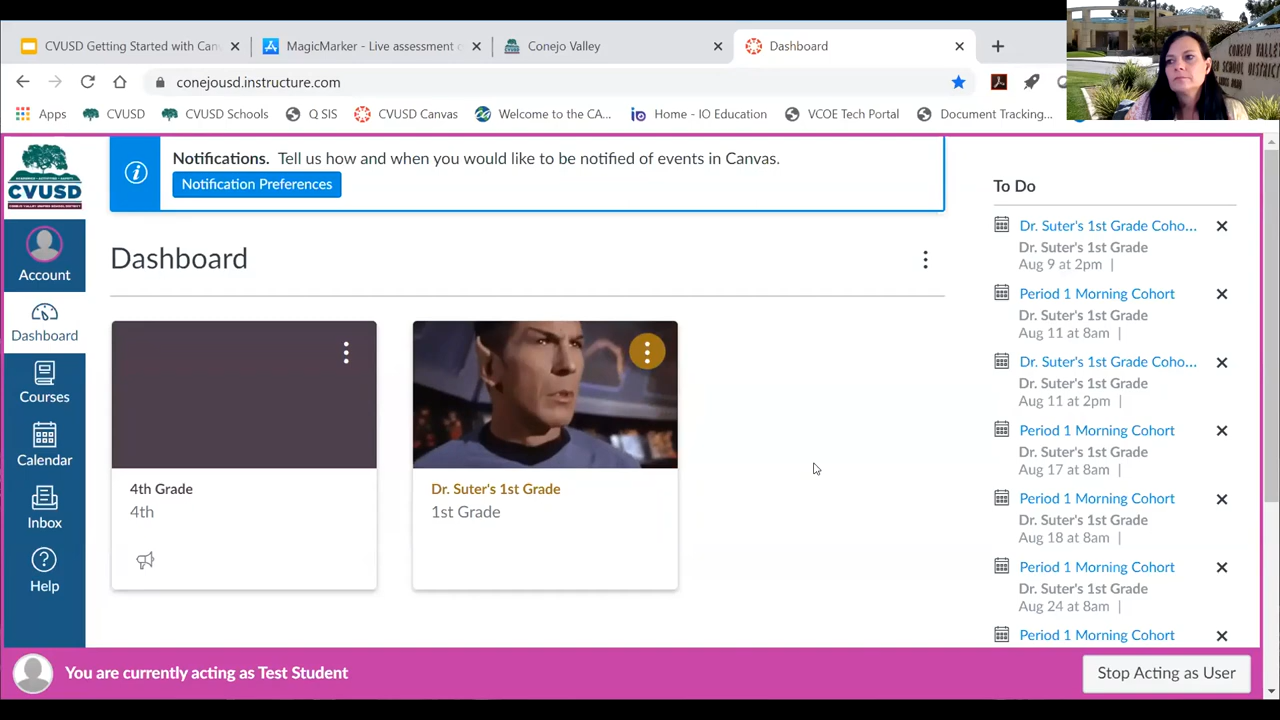 CVUSD Getting Started with Can
MagicMarker - Live assessment
Conejo Valley
Dashboard
conejousd.instructure.com
Apps
CVUSD
CVUSD Schools
Q SIS
CVUSD Canvas
Welcome to the CA...
Home - IO Education
VCOE Tech Portal
Document Tracking...
CONEJO VALLEY
SCHOOL DISTRICT
CVUSD
Notifications. Tell us how and when you would like to be notified of events in Canvas.
Notification Preferences
Account
Dashboard
Courses
Calendar
Inbox
Help
Dashboard
4th Grade
4th
Dr. Suter's 1st Grade
1st Grade
To Do
Dr. Suter's 1st Grade Coho...
Dr. Suter's 1st Grade
Aug 9 at 2pm |
Period 1 Morning Cohort
Dr. Suter's 1st Grade
Aug 11 at 8am |
Dr. Suter's 1st Grade Coho...
Dr. Suter's 1st Grade
Aug 11 at 2pm |
Period 1 Morning Cohort
Dr. Suter's 1st Grade
Aug 17 at 8am |
Period 1 Morning Cohort
Dr. Suter's 1st Grade
Aug 18 at 8am |
Period 1 Morning Cohort
Dr. Suter's 1st Grade
Aug 24 at 8am |
Period 1 Morning Cohort
You are currently acting as Test Student
Stop Acting as User